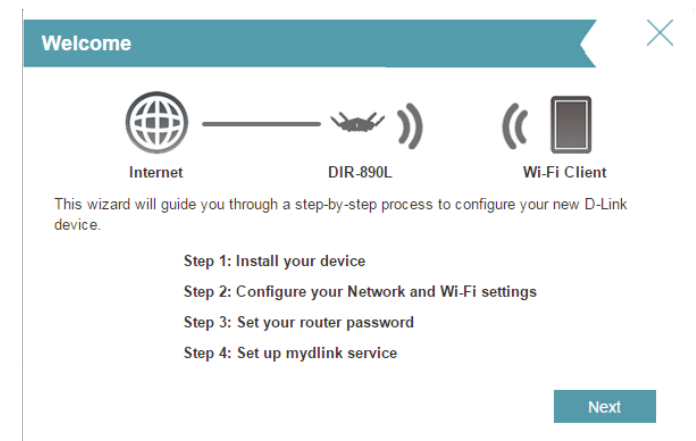 Welcome
Internet
DIR-890L
Wi-Fi Client
This wizard will guide you through a step-by-step process to configure your new D-Link
device.
Step 1: Install your device
Step 2: Configure your Network and Wi-Fi settings
Step 3: Set your router password
Step 4: Set up mydlink service
Next